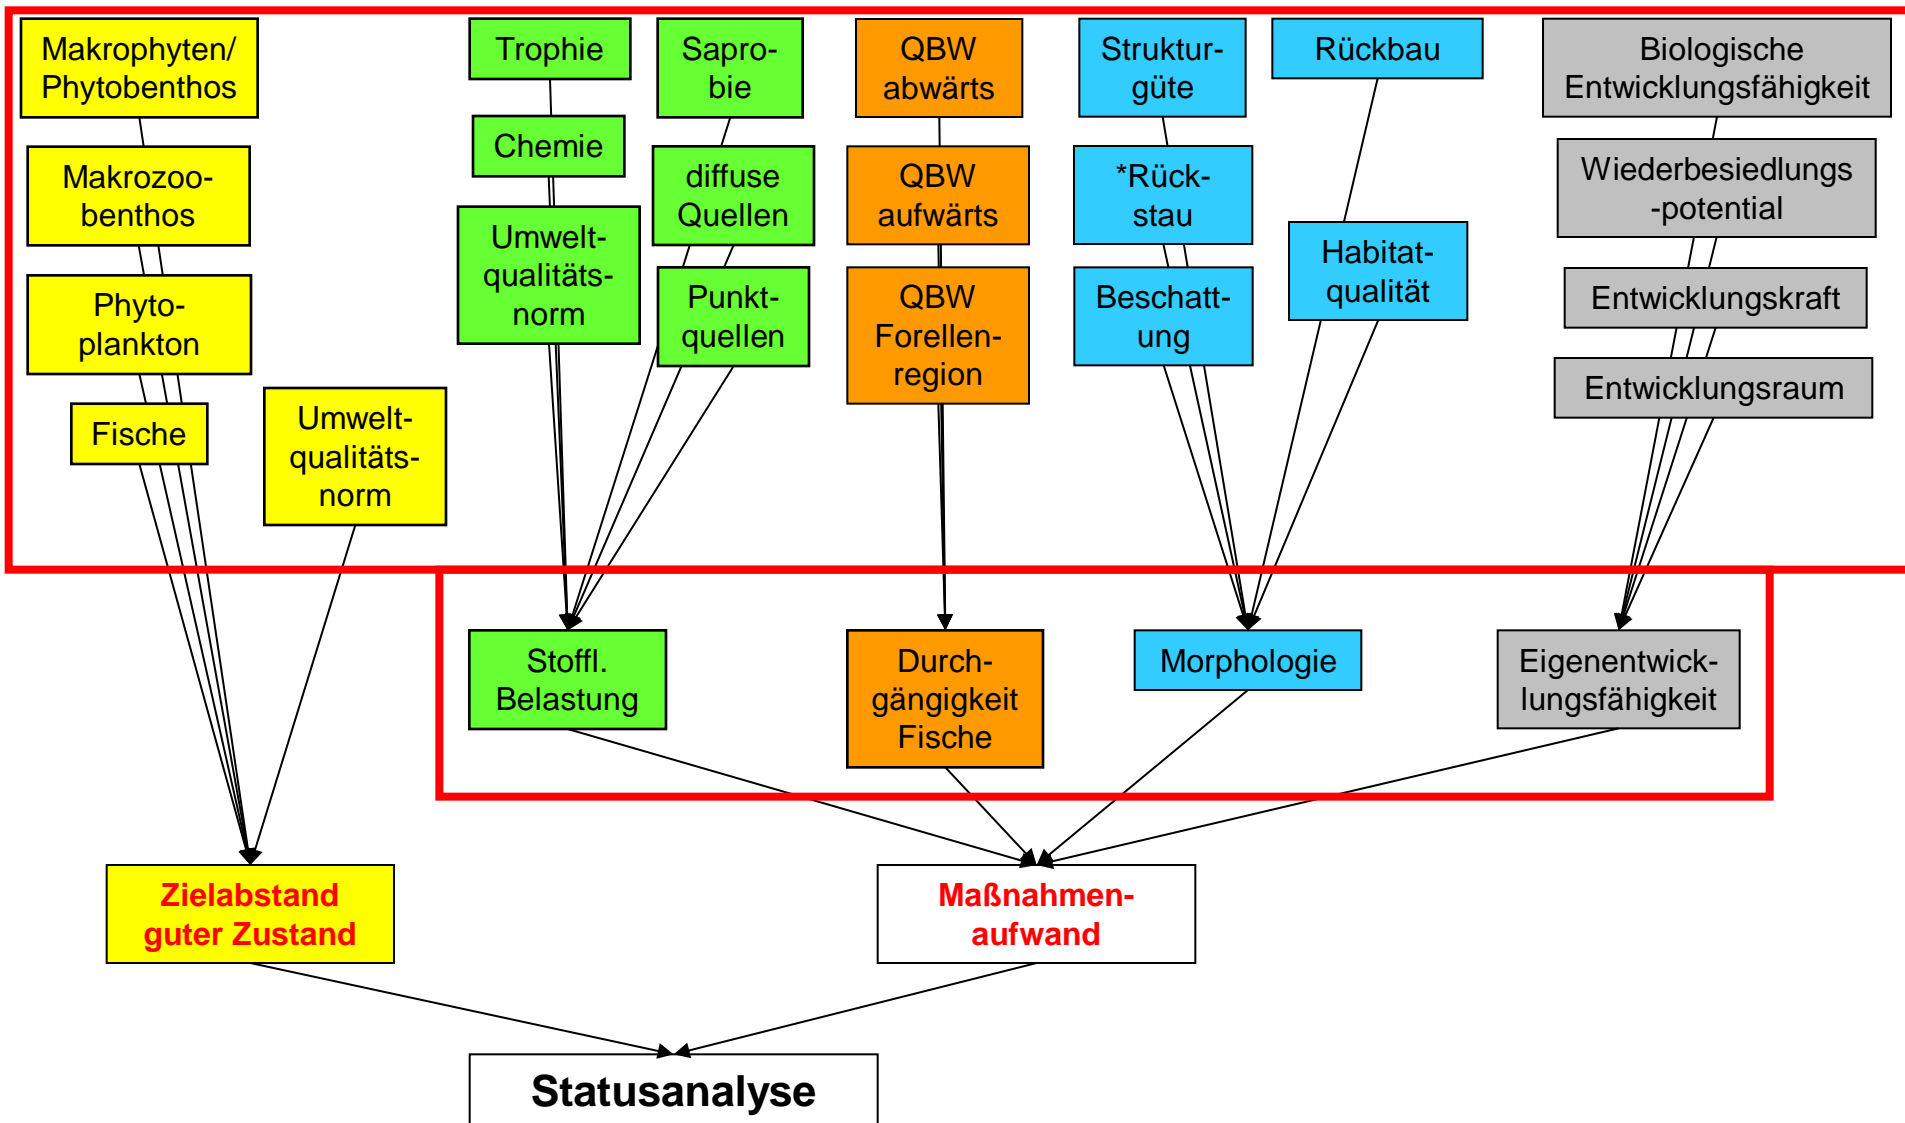 Makrophyten/
Phytobenthos
Makrozoo-
benthos
Phyto-
plankton
Fische
Umwelt-
qualitäts-
norm
Trophie
Chemie
Umwelt-
qualitäts-
norm
Sapro-
bie
diffuse
Quellen
Punkt-
quellen
QBW
abwärts
QBW
aufwärts
QBW
Forellen-
region
Struktur-
güte
*Rück-
stau
Beschatt-
ung
Rückbau
Habitat-
qualität
Biologische
Entwicklungsfähigkeit
Wiederbesiedlungs
-potential
Entwicklungskraft
Entwicklungsraum
Stoffl.
Belastung
Durch-
gängigkeit
Fische
Morphologie
Eigenentwick-
lungsfähigkeit
Zielabstand
guter Zustand
Maßnahmen-
aufwand
Statusanalyse